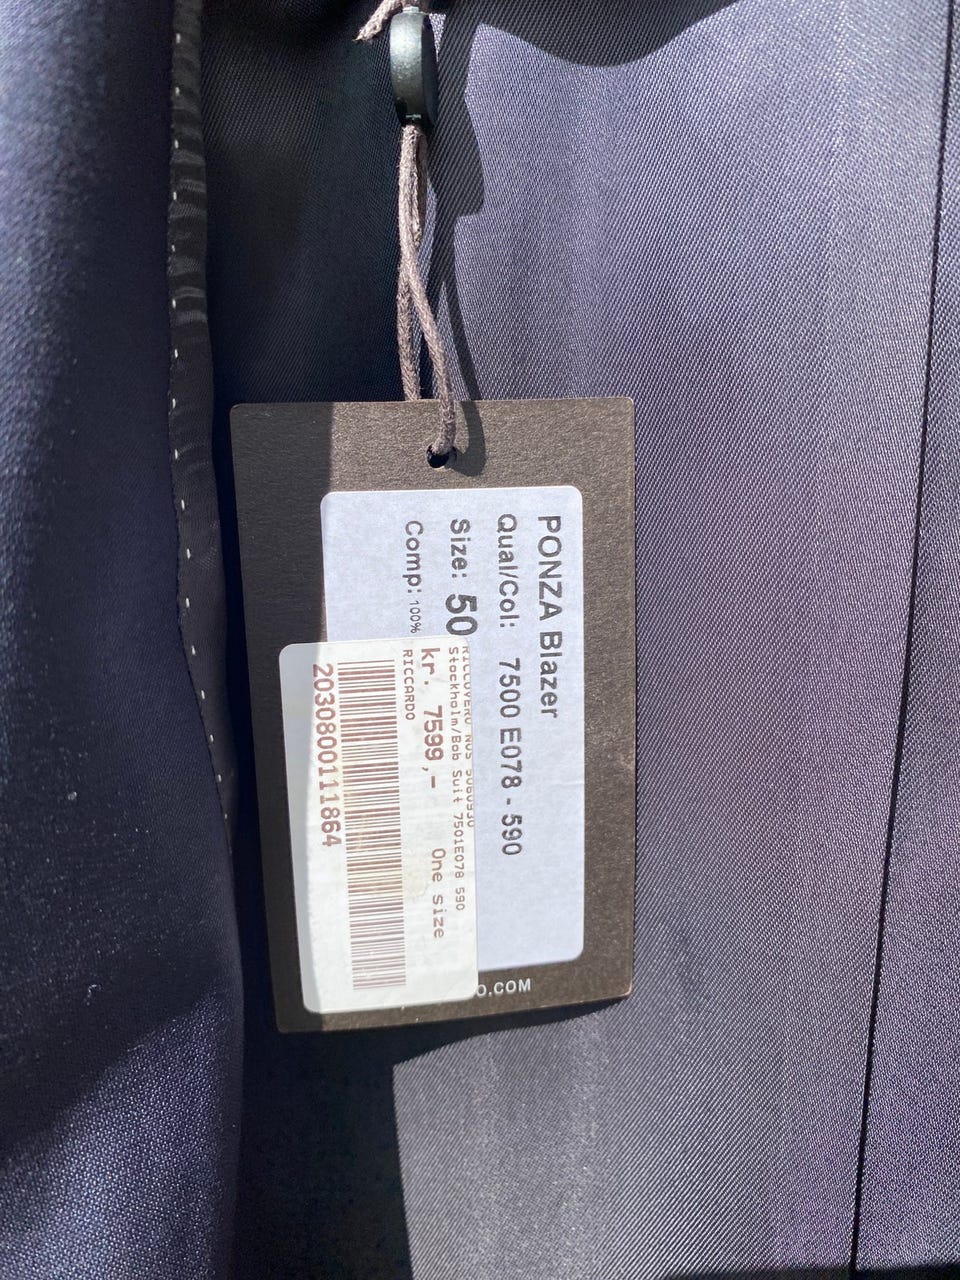 PONZA Blazer
Qual/Col: 7500 E078 - 590
Size: 50
Comp: 100%
Stockholm/Bob Suit 7501E078 590
kr. 7599,- One size
RICCARDO
2030800111864
O.COM